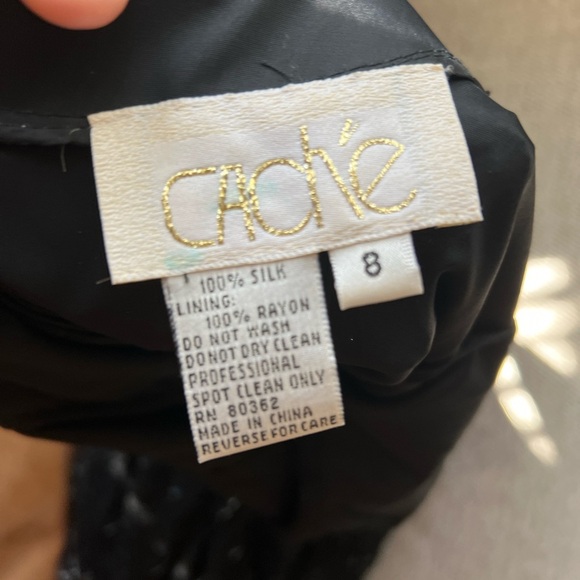 CAChé
8
100% SILK
LINING:
100% RAYON
DO NOT WASH
DO NOT DRY CLEAN
PROFESSIONAL
SPOT CLEAN ONLY
RN 80362
MADE IN CHINA
REVERSE FOR CARE